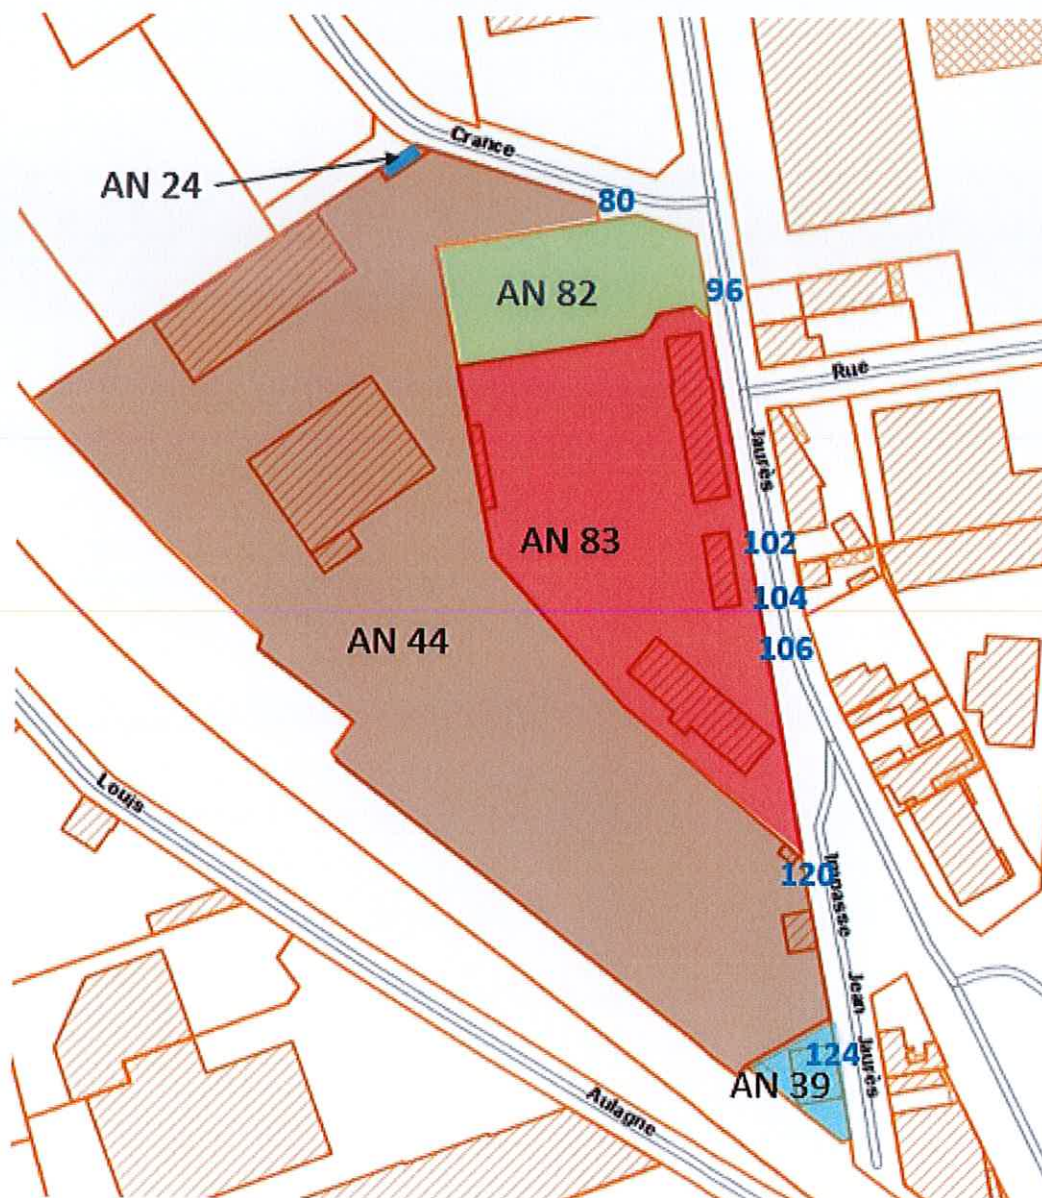 Crance
AN 24
80
AN 82
96
Rue
Jaurès
AN 83
102
104
106
AN 44
Louis
120
Impasse Jean Jaurès
124
AN 39
Aulagne